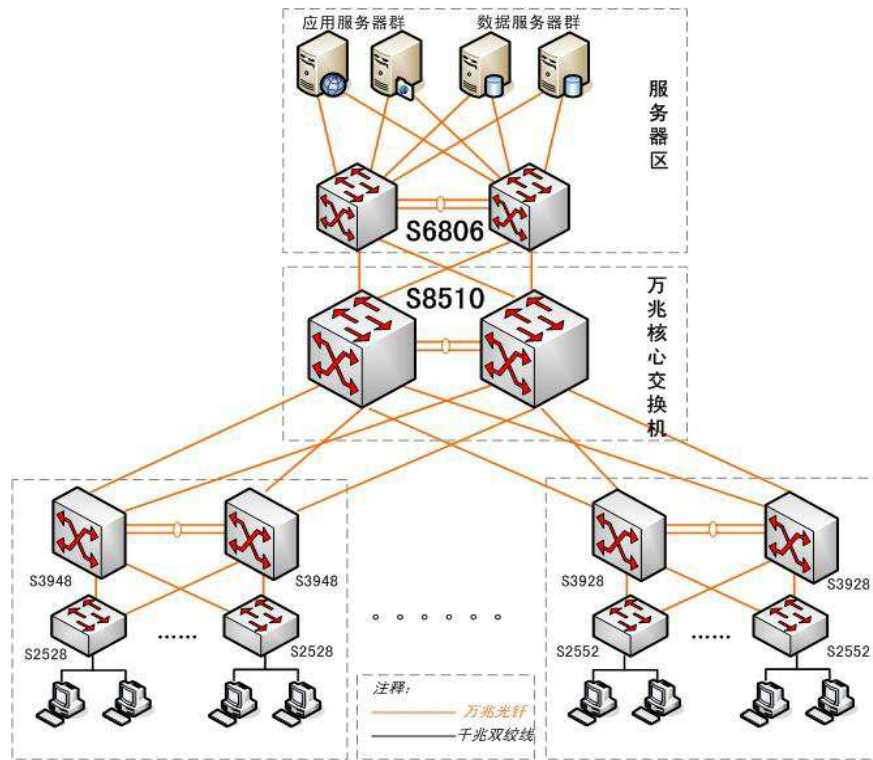 应用服务器群 数据服务器群
服务器区
S6806
S8510
万兆核心交换机
S3948 S3948 S3928 S3928
S2528 …… S2528 S2552 …… S2552
注释：
万兆光钎
千兆双绞线